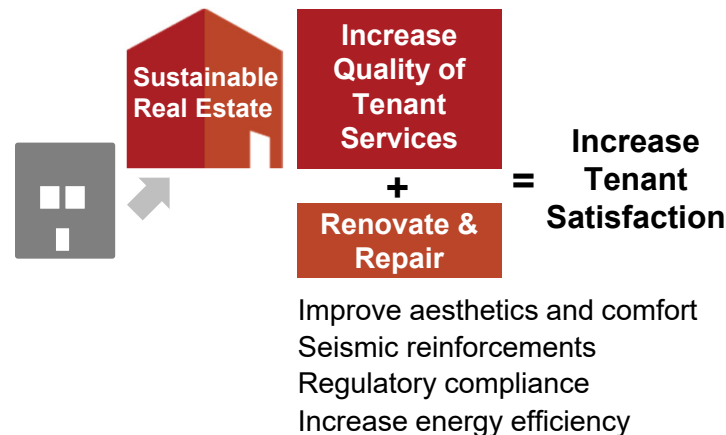 Sustainable
Real Estate
Increase
Quality of
Tenant
Services
+
Renovate &
Repair
=
Increase
Tenant
Satisfaction
Improve aesthetics and comfort
Seismic reinforcements
Regulatory compliance
Increase energy efficiency